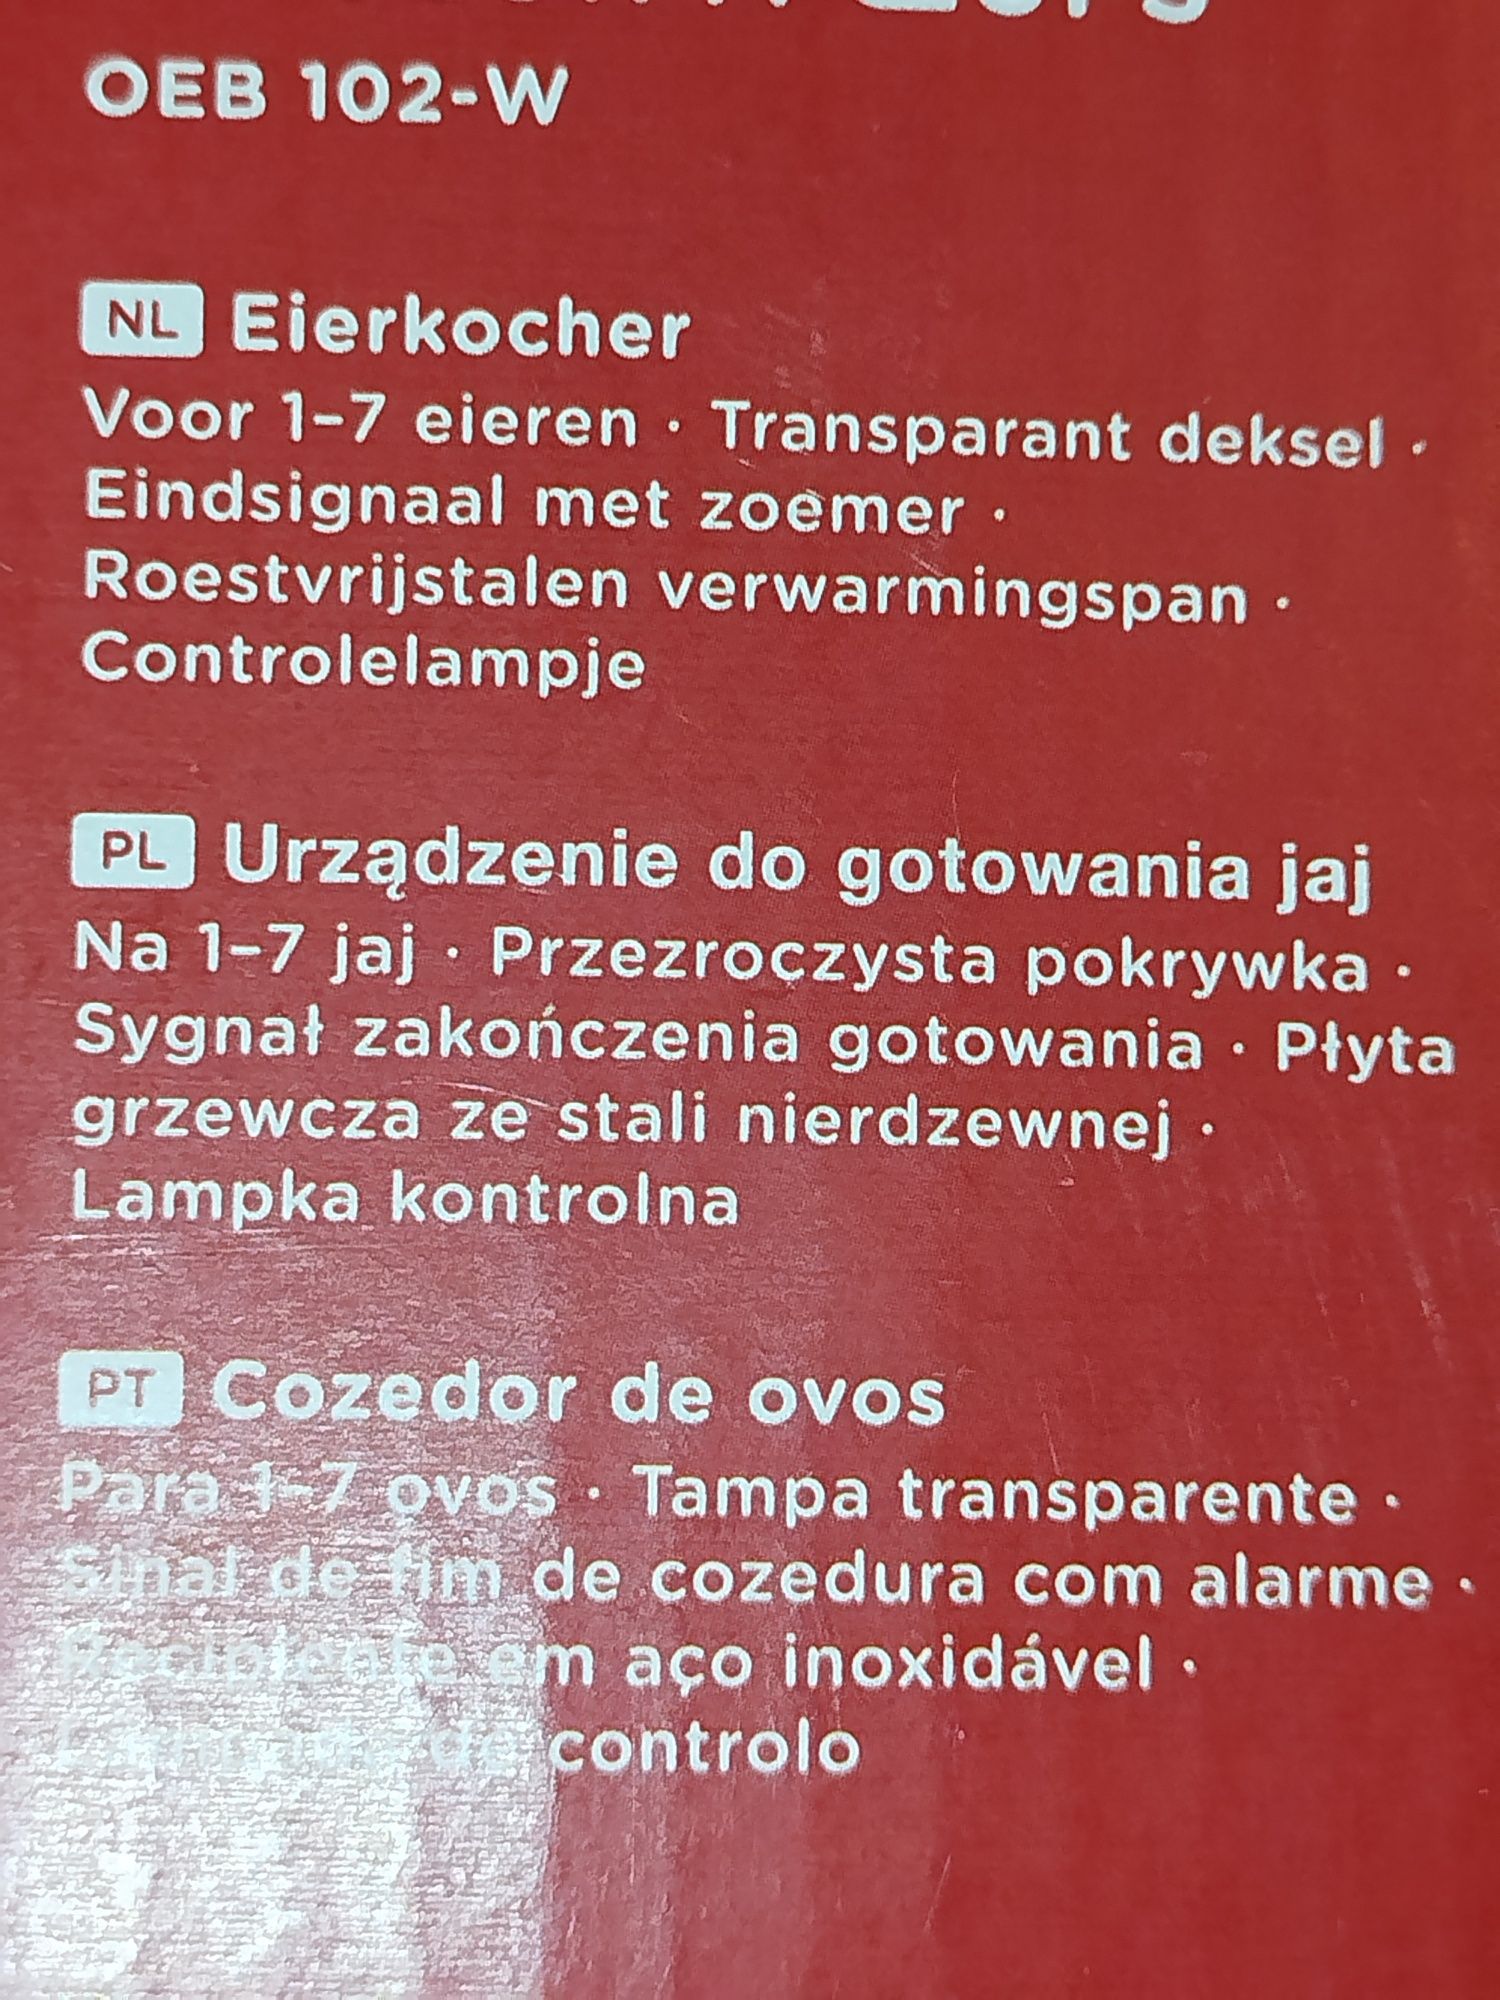 OEB 102-W
NL Eierkocher
Voor 1-7 eieren · Transparant deksel ·
Eindsignaal met zoemer ·
Roestvrijstalen verwarmingspan ·
Controlelampje
PL Urządzenie do gotowania jaj
Na 1-7 jaj · Przezroczysta pokrywka ·
Sygnał zakończenia gotowania · Płyta
grzewcza ze stali nierdzewnej ·
Lampka kontrolna
PT Cozedor de ovos
Para 1-7 ovos · Tampa transparente ·
Sinal de fim de cozedura com alarme ·
Recipiente em aço inoxidável ·
de controlo